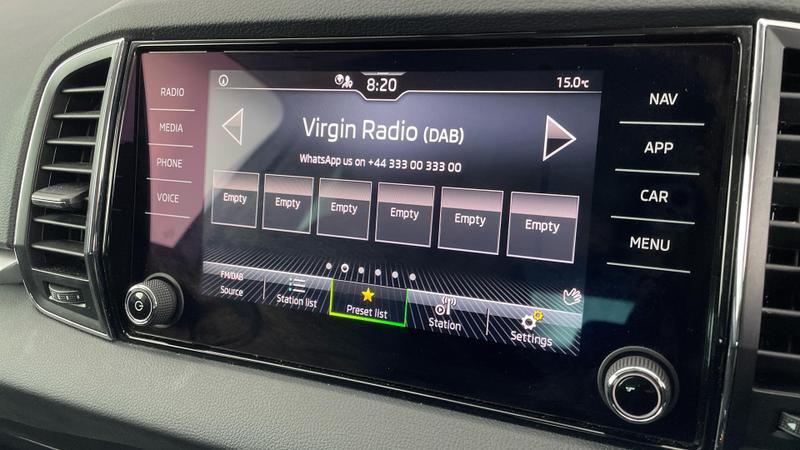 8:20
15.0°C
RADIO
MEDIA
PHONE
VOICE
Virgin Radio (DAB)
WhatsApp us on +44 333 00 333 00
Empty Empty Empty Empty Empty Empty
FM/DAB
Source
Station list
Preset list
Station
Settings
NAV
APP
CAR
MENU